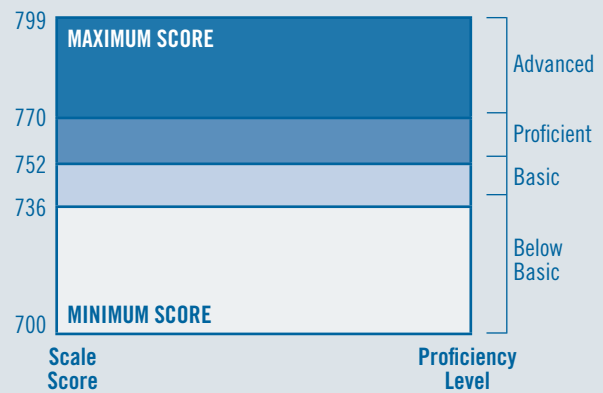 799
MAXIMUM SCORE
Advanced
770
Proficient
752
Basic
736
Below
Basic
700
MINIMUM SCORE
Scale
Score
Proficiency
Level